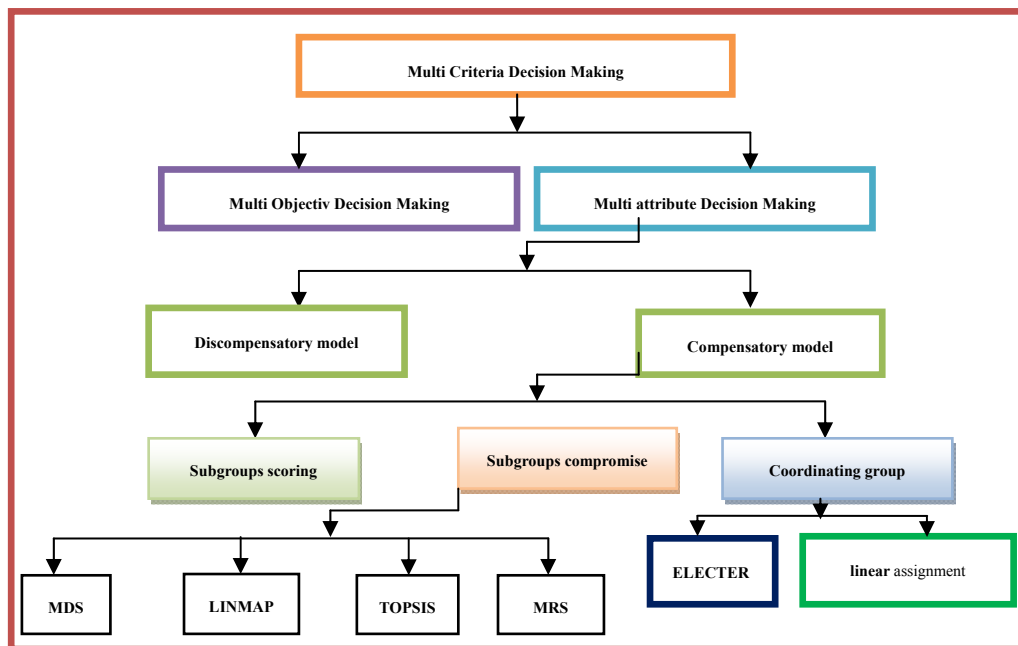 Multi Criteria Decision Making
Multi Objectiv Decision Making
Multi attribute Decision Making
Discompensatory model
Compensatory model
Subgroups scoring
Subgroups compromise
Coordinating group
MDS
LINMAP
TOPSIS
MRS
ELECTER
linear assignment